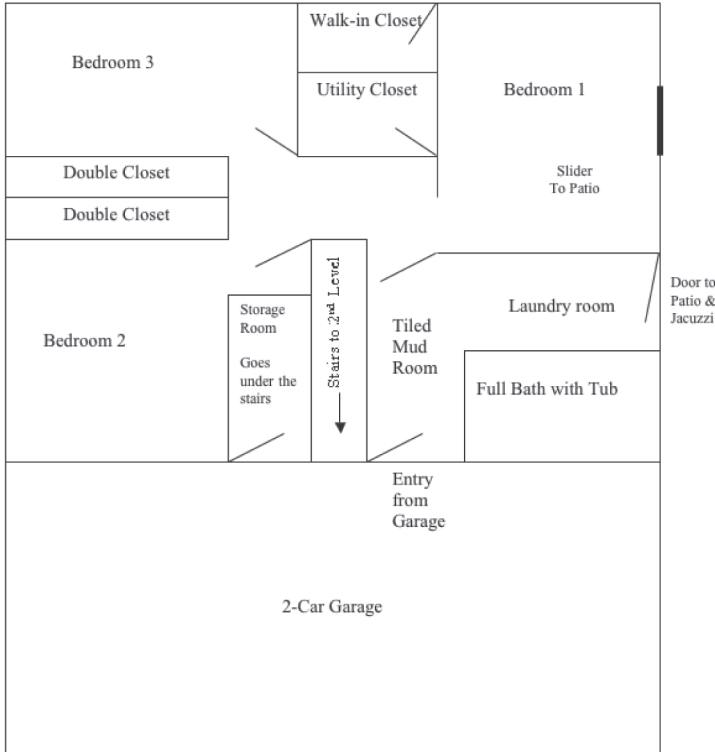 Walk-in Closet
Bedroom 3
Utility Closet
Bedroom 1
Double Closet
Slider
To Patio
Double Closet
Stairs to 2nd Level
Door to
Patio &
Jacuzzi
Laundry room
Storage
Room
Goes
under the
stairs
Tiled
Mud
Room
Bedroom 2
Full Bath with Tub
Entry
from
Garage
2-Car Garage